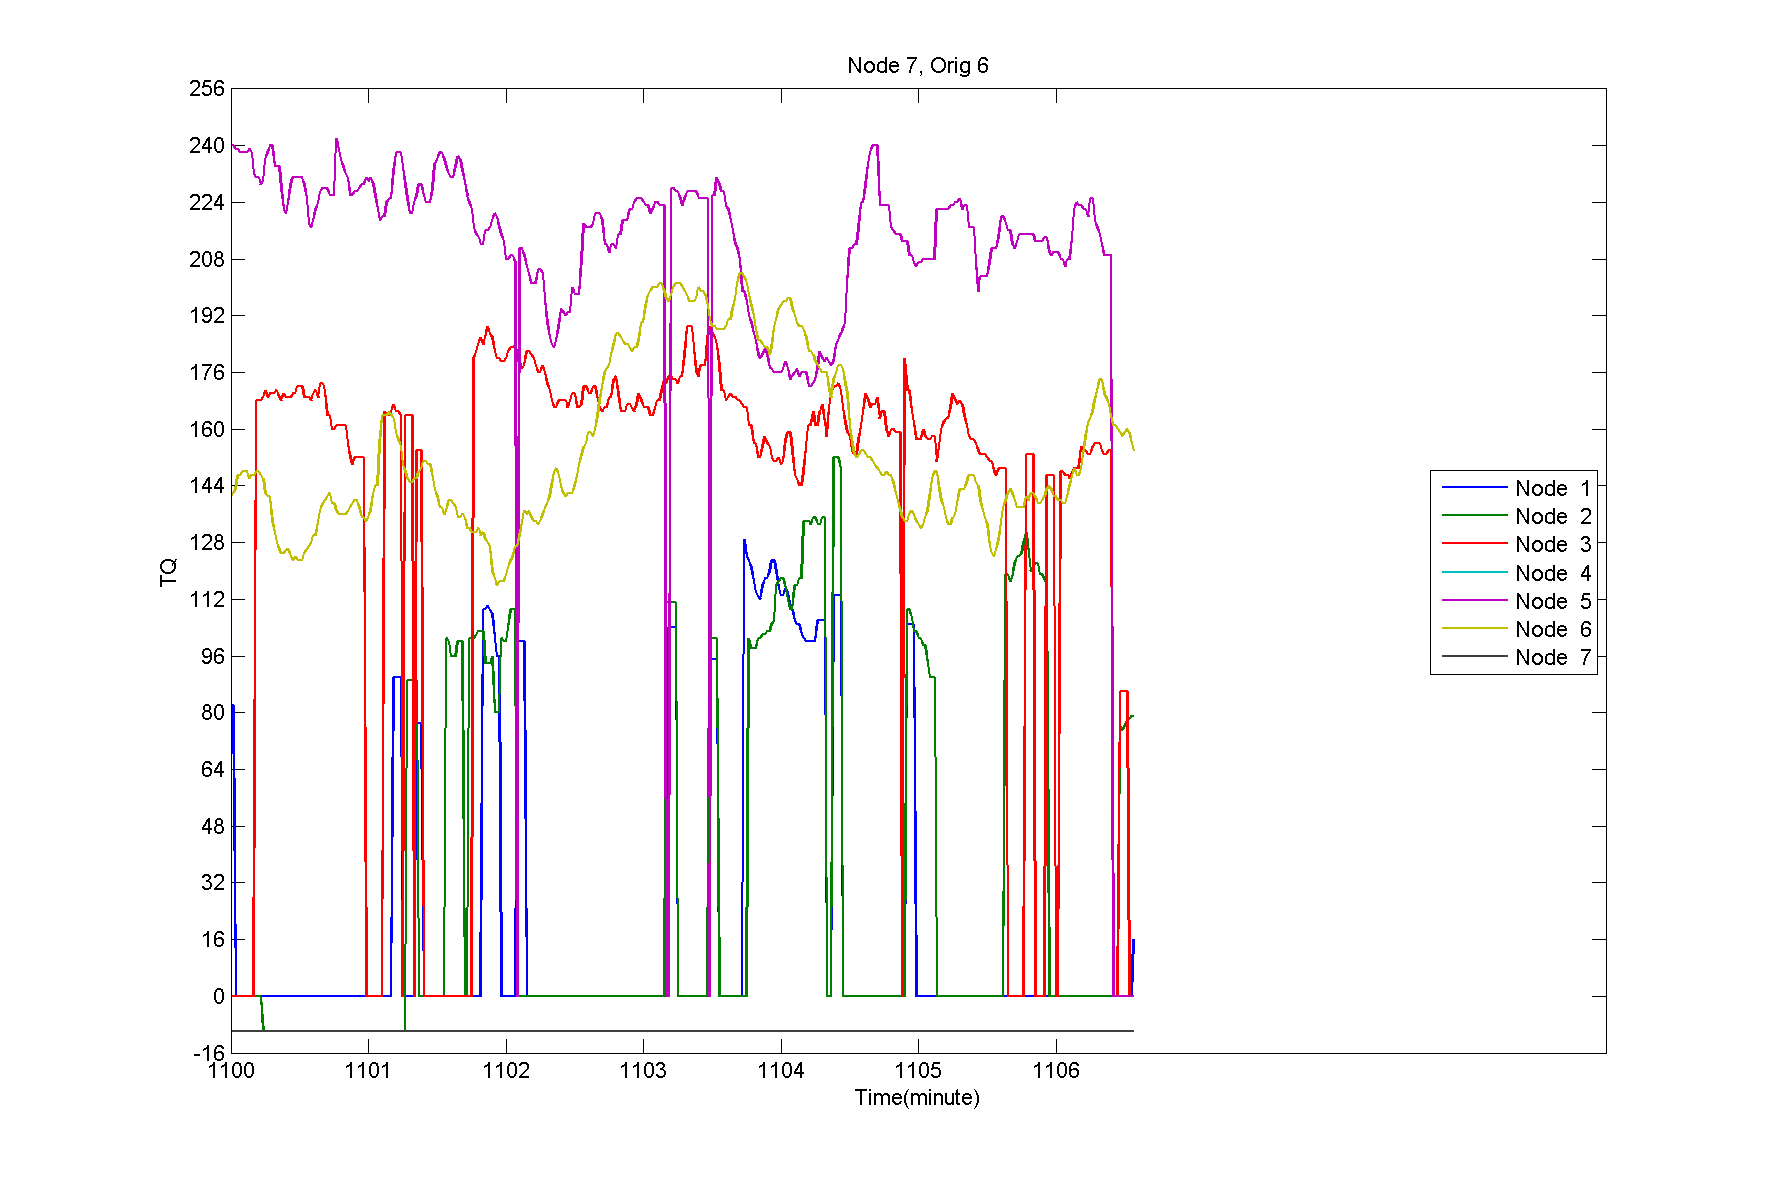 Node 7, Orig 6
256
240
224
208
192
176
160
144
128
112
96
80
64
48
32
16
0
-16
TQ
1100 1101 1102 1103 1104 1105 1106
Time(minute)
Node 1
Node 2
Node 3
Node 4
Node 5
Node 6
Node 7